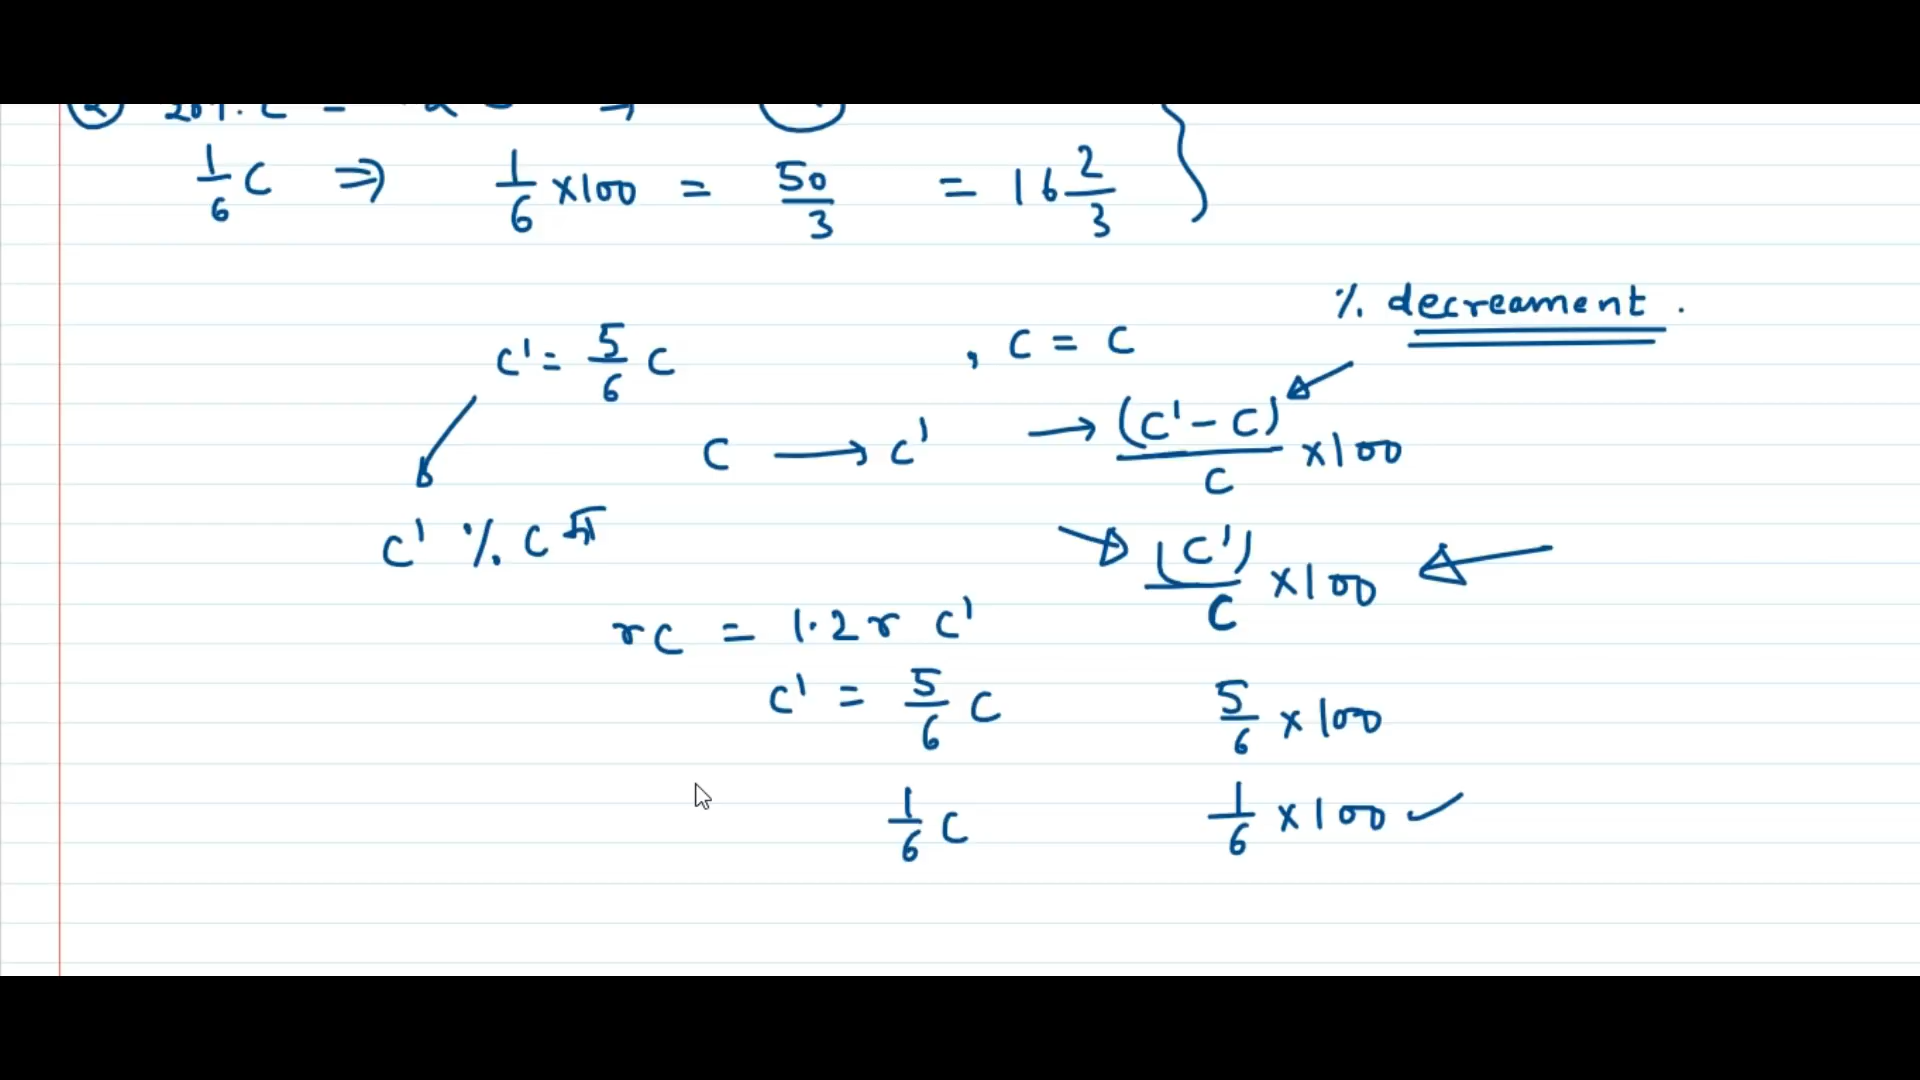 1/6 C ⇒ 1/6 ×100 = 50/3 = 16 2/3
% decreament .
C' = 5/6 C , C = C
C → C' → (C' - C)/C ×100
C' % C का
(C')/C ×100
rC = 1.2 r C'
C' = 5/6 C 5/6 × 100
1/6 C 1/6 × 100 ✓